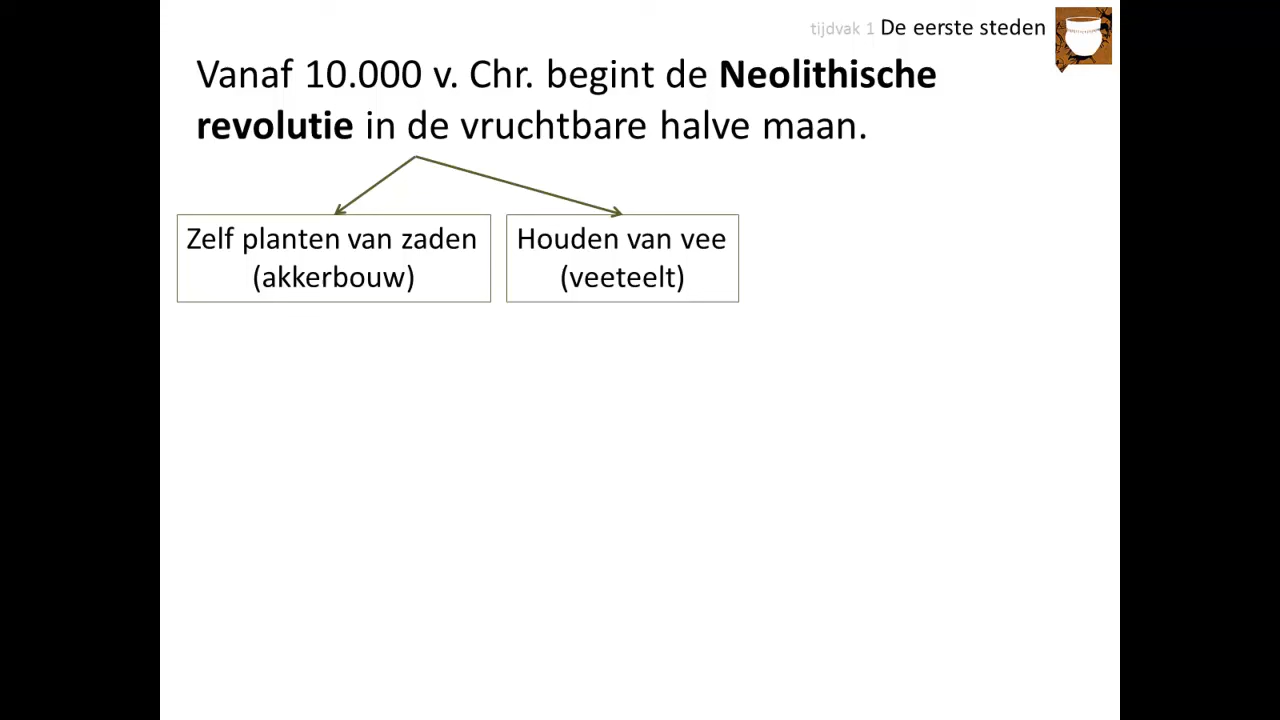 tijdvak 1 De eerste steden
Vanaf 10.000 v. Chr. begint de Neolithische
revolutie in de vruchtbare halve maan.
Zelf planten van zaden
(akkerbouw)
Houden van vee
(veeteelt)